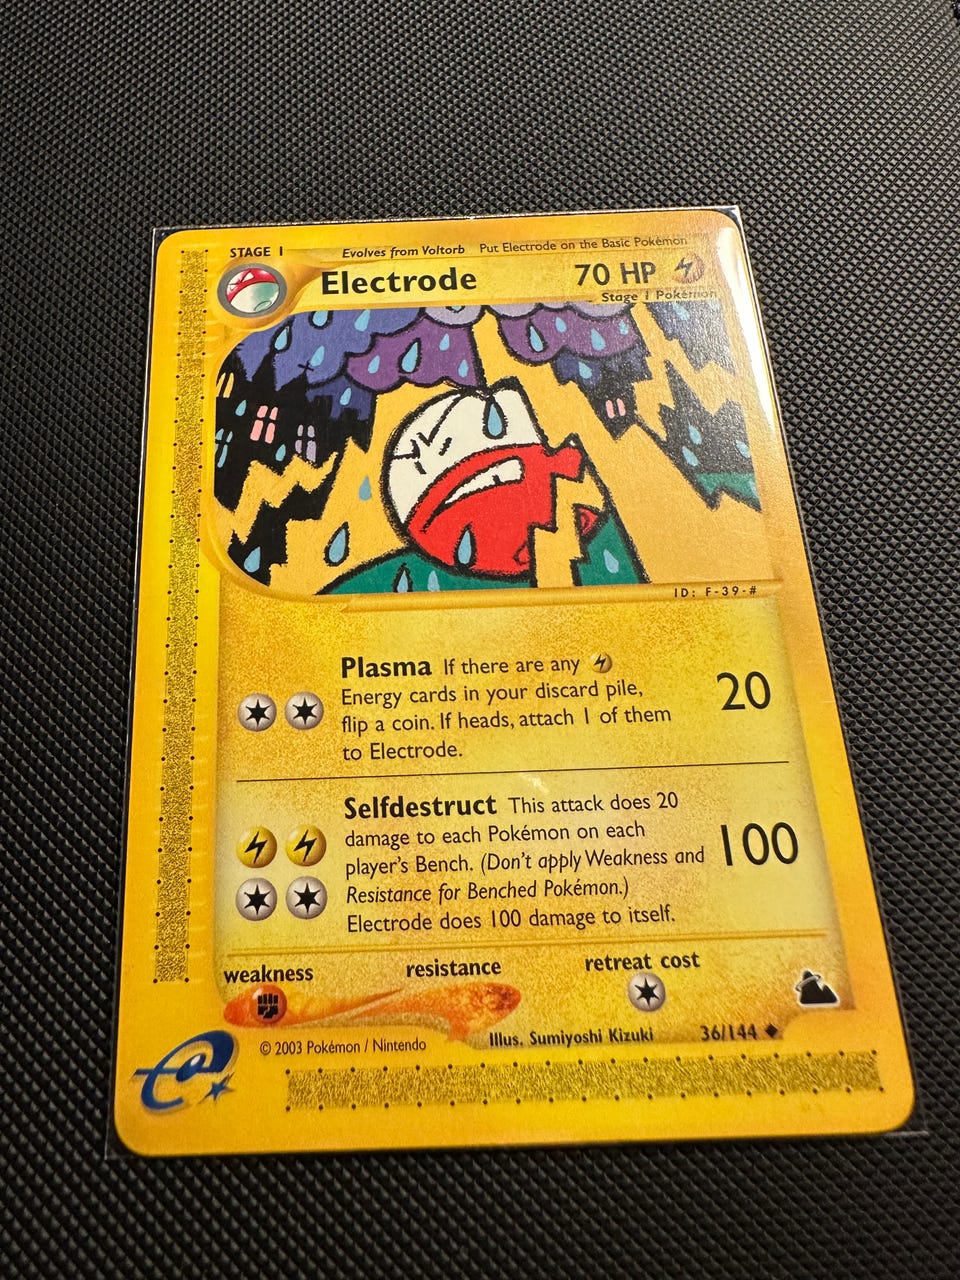 STAGE 1 Evolves from Voltorb Put Electrode on the Basic Pokémon
Electrode 70 HP
Stage 1 Pokémon
ID: F-39-#
Plasma If there are any
Energy cards in your discard pile,
flip a coin. If heads, attach 1 of them
to Electrode.
20
Selfdestruct This attack does 20
damage to each Pokémon on each
player's Bench. (Don't apply Weakness and
Resistance for Benched Pokémon.)
Electrode does 100 damage to itself.
100
weakness resistance retreat cost
Illus. Sumiyoshi Kizuki 36/144
© 2003 Pokémon / Nintendo
e